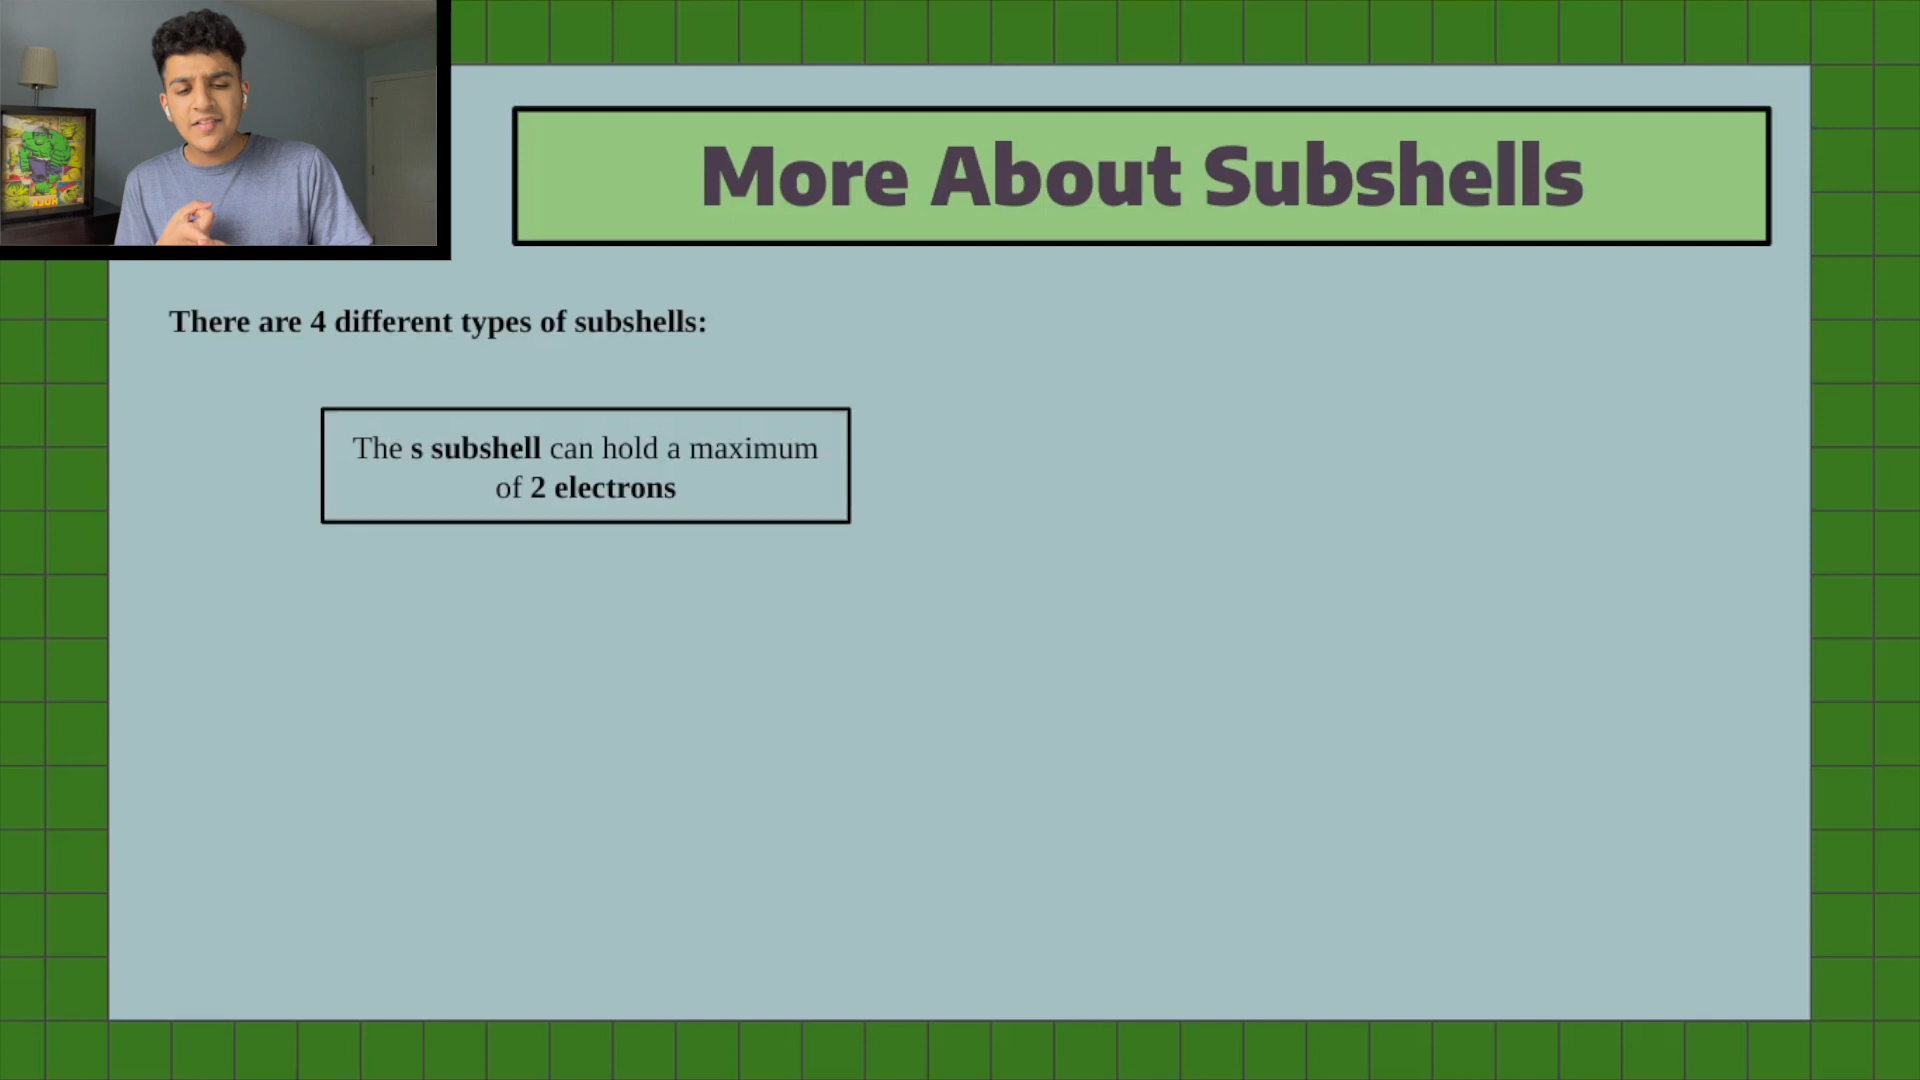 More About Subshells
There are 4 different types of subshells:
The s subshell can hold a maximum
of 2 electrons